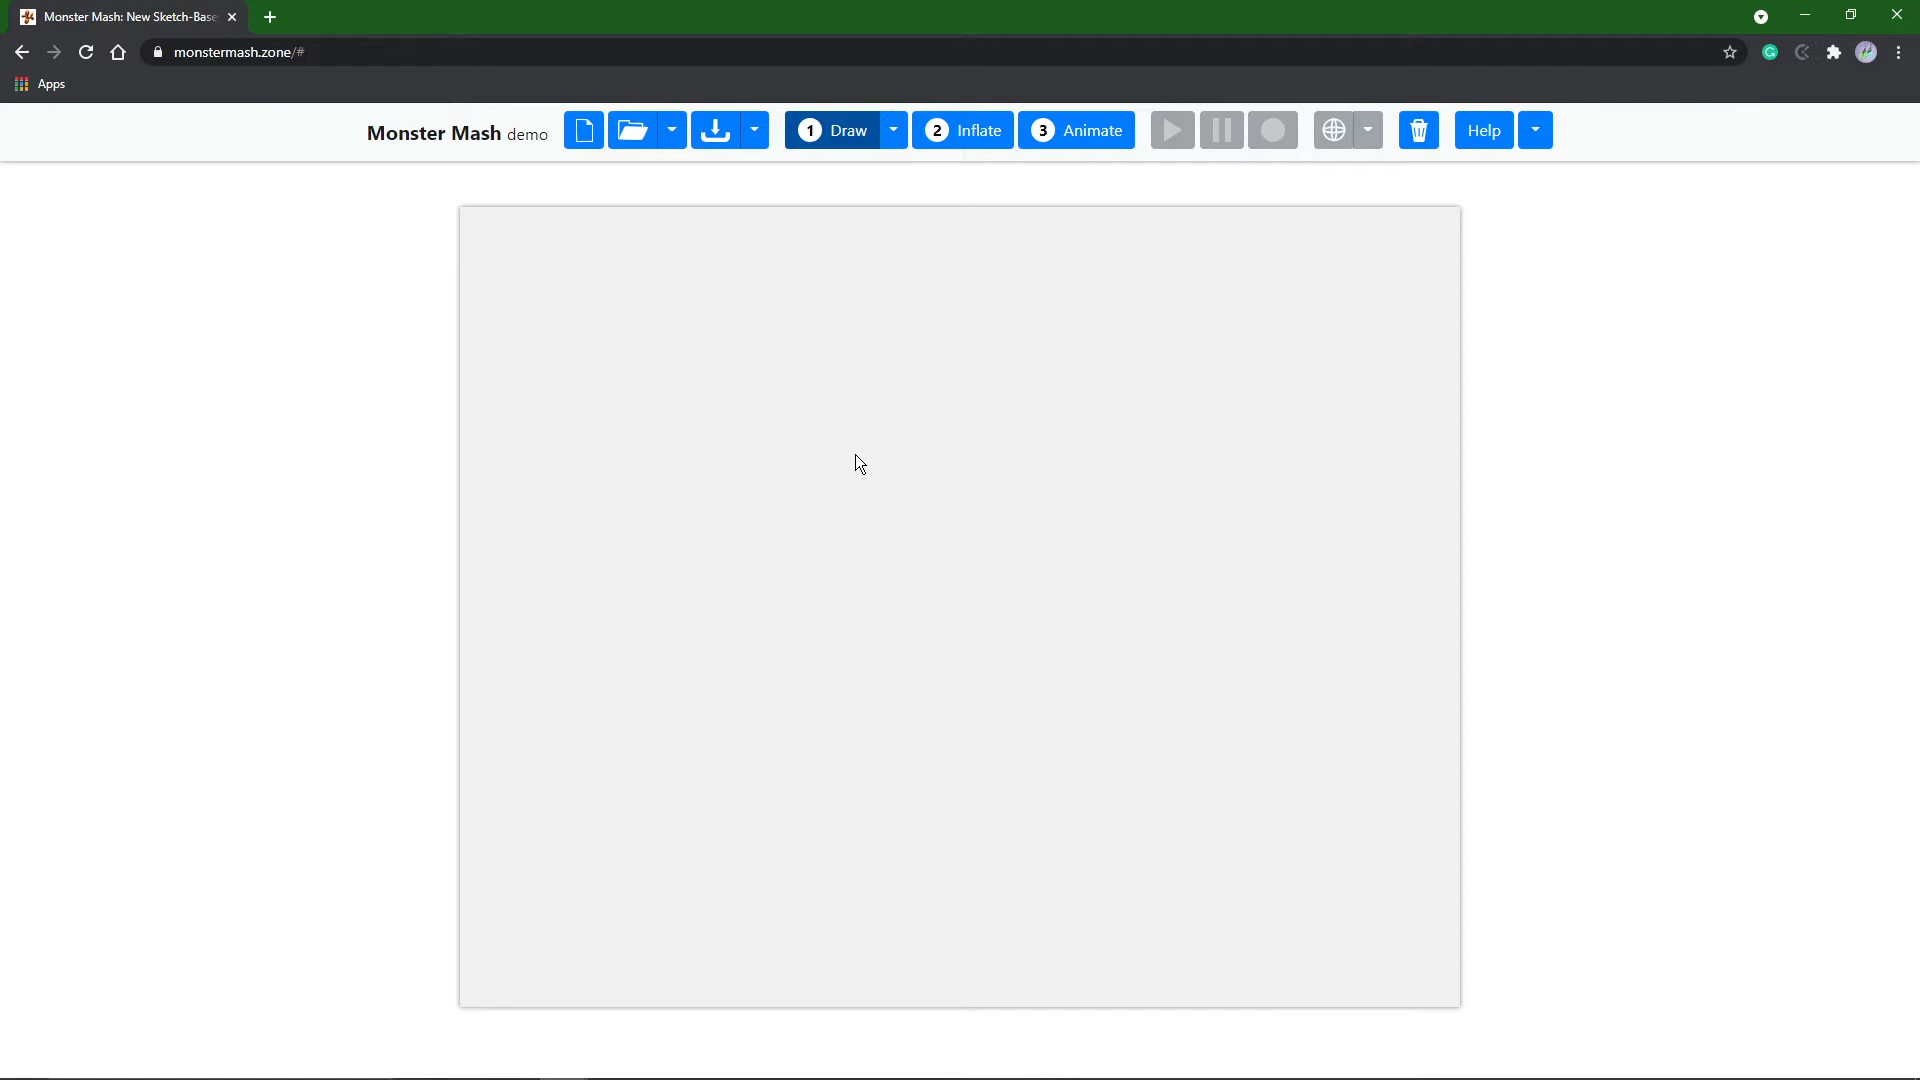 Monster Mash: New Sketch-Base
monstermash.zone/#
Apps
Monster Mash demo
1 Draw
2 Inflate
3 Animate
Help